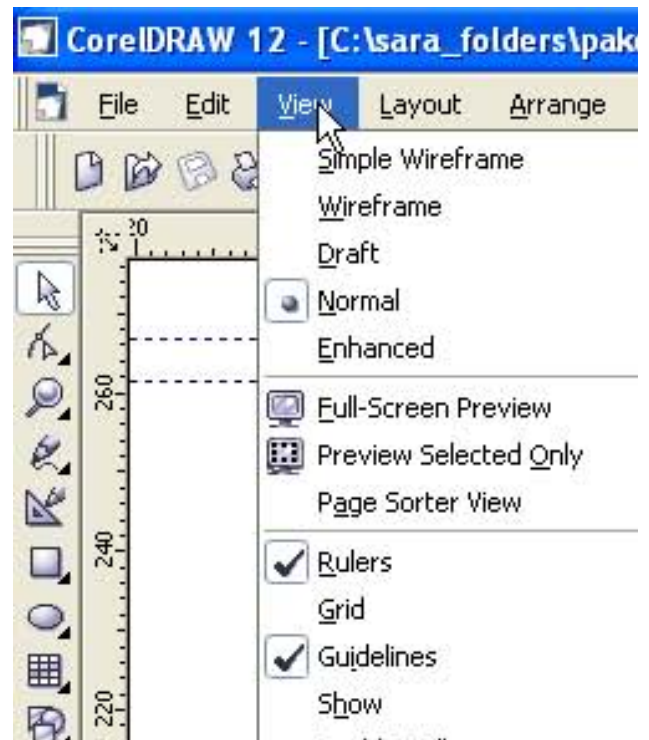 CorelDRAW 12 - [C:\sara_folders\pak
File Edit View Layout Arrange
Simple Wireframe
Wireframe
20
Draft
Normal
Enhanced
260
Full-Screen Preview
Preview Selected Only
Page Sorter View
240
Rulers
Grid
Guidelines
220
Show